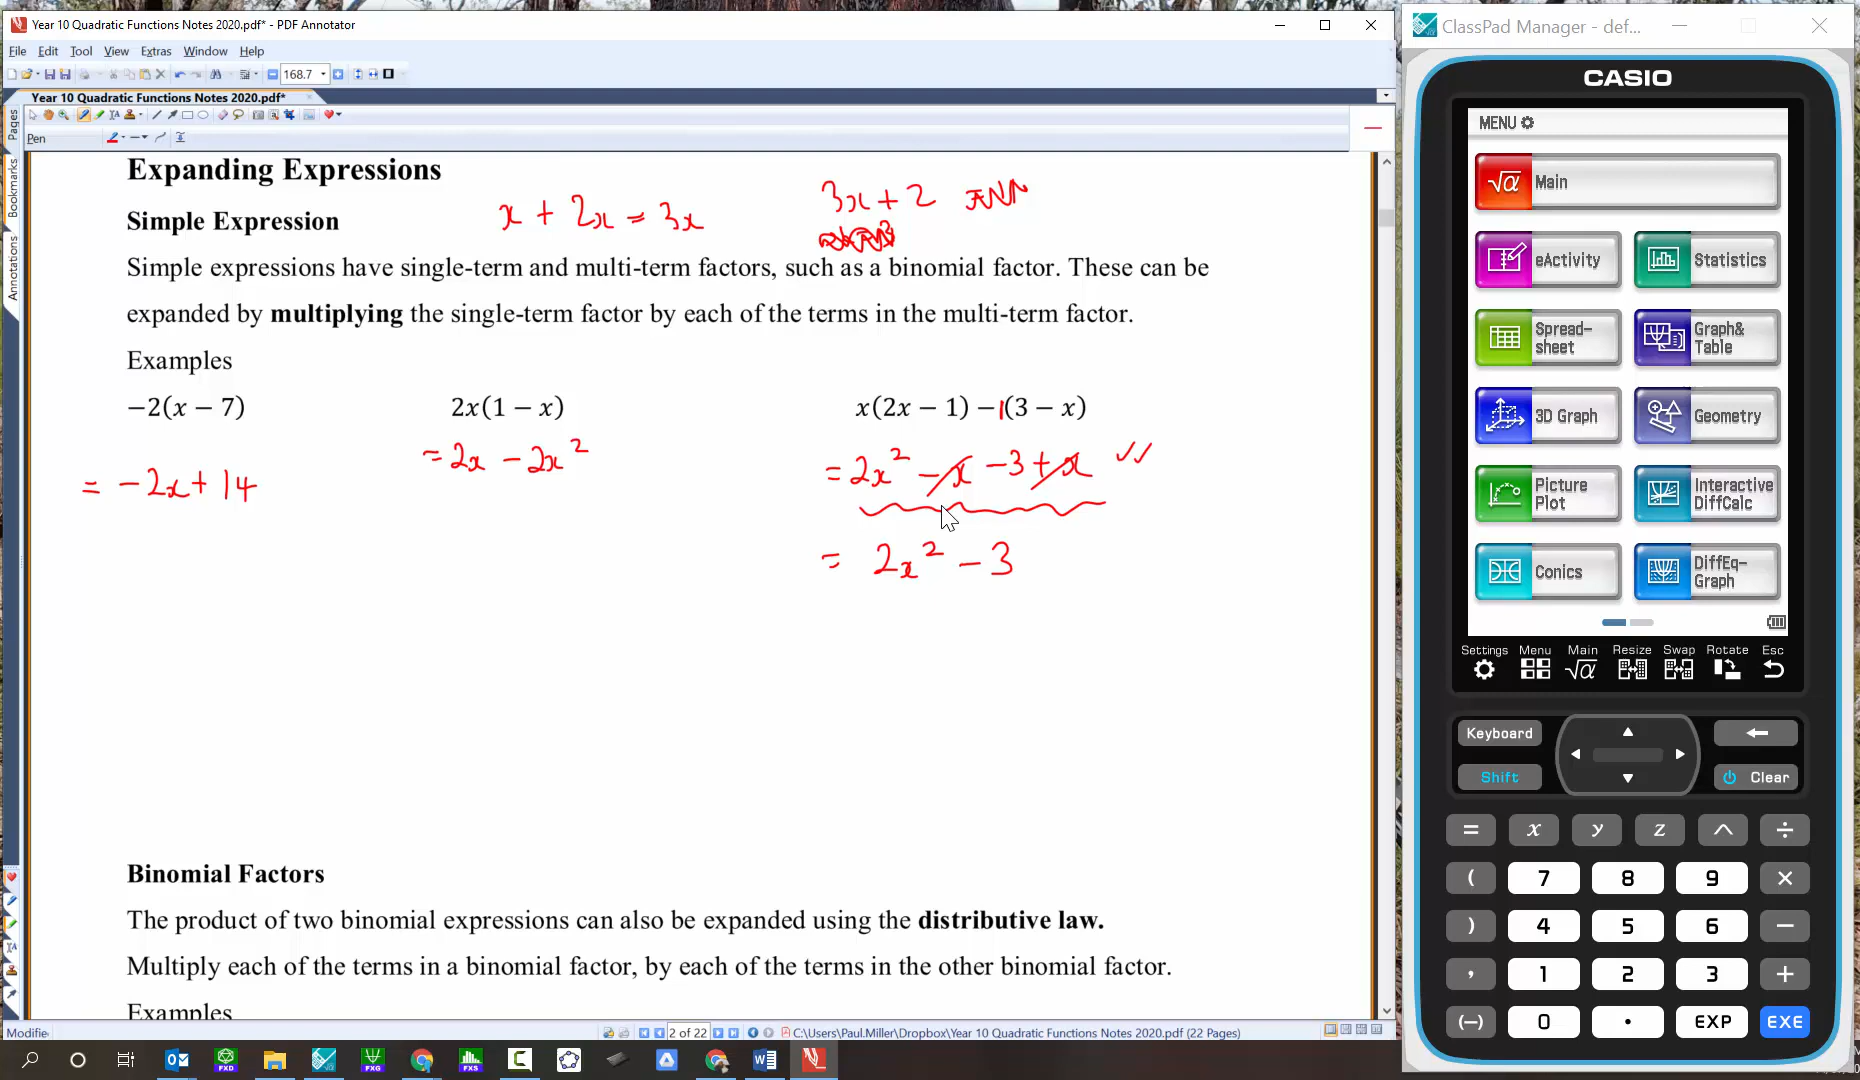 Year 10 Quadratic Functions Notes 2020.pdf* - PDF Annotator
File Edit Tool View Extras Window Help
168.7
Year 10 Quadratic Functions Notes 2020.pdf*
Pen
Pages
Bookmarks
Annotations
Expanding Expressions
x + 2x = 3x
3x + 2
Simple Expression
Simple expressions have single-term and multi-term factors, such as a binomial factor. These can be
expanded by multiplying the single-term factor by each of the terms in the multi-term factor.
Examples
−2(x − 7) 2x(1 − x) x(2x − 1) − 1(3 − x)
= −2x + 14
= 2x − 2x²
= 2x² − x − 3 + x ✓✓
= 2x² − 3
Binomial Factors
The product of two binomial expressions can also be expanded using the distributive law.
Multiply each of the terms in a binomial factor, by each of the terms in the other binomial factor.
Examples
Modifie
2 of 22
C:\Users\Paul.Miller\Dropbox\Year 10 Quadratic Functions Notes 2020.pdf (22 Pages)
FXD FXG FXS
ClassPad Manager - def...
CASIO
MENU
√α Main
eActivity Statistics
Spread-
sheet
Graph&
Table
3D Graph Geometry
Picture
Plot
Interactive
DiffCalc
Conics
DiffEq-
Graph
Settings Menu Main Resize Swap Rotate Esc
√α
Keyboard
Shift Clear
= x y z ^ ÷
( 7 8 9 ×
) 4 5 6 −
, 1 2 3 +
(−) 0 • EXP EXE